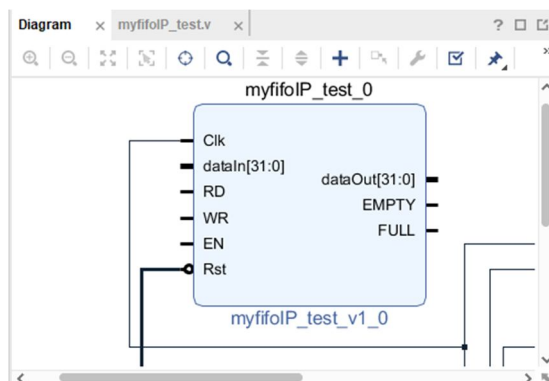 Diagram × myfifoIP_test.v × ?
myfifoIP_test_0
Clk
dataIn[31:0]
RD
WR
EN
Rst
dataOut[31:0]
EMPTY
FULL
myfifoIP_test_v1_0